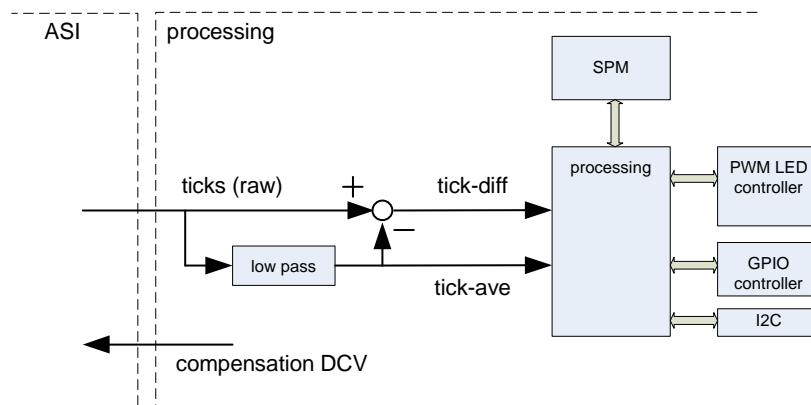 ASI
processing
SPM
processing
PWM LED
controller
ticks (raw)
+
tick-diff
−
low pass
tick-ave
GPIO
controller
I2C
compensation DCV